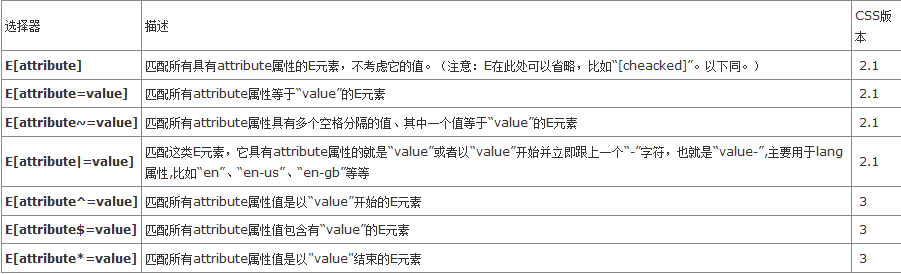 选择器 描述 CSS版
本
E[attribute] 匹配所有具有attribute属性的E元素，不考虑它的值。（注意：E在此处可以省略，比如“[cheacked]”。以下同。） 2.1
E[attribute=value] 匹配所有attribute属性等于“value”的E元素 2.1
E[attribute~=value] 匹配所有attribute属性具有多个空格分隔的值、其中一个值等于“value”的E元素 2.1
E[attribute|=value] 匹配这类E元素，它具有attribute属性的就是“value”或者以“value”开始并立即跟上一个“-”字符，也就是“value-”,主要用于lang
属性,比如“en”、“en-us”、“en-gb”等等 2.1
E[attribute^=value] 匹配所有attribute属性值是以“value”开始的E元素 3
E[attribute$=value] 匹配所有attribute属性值包含有“value”的E元素 3
E[attribute*=value] 匹配所有attribute属性值是以"value"结束的E元素 3